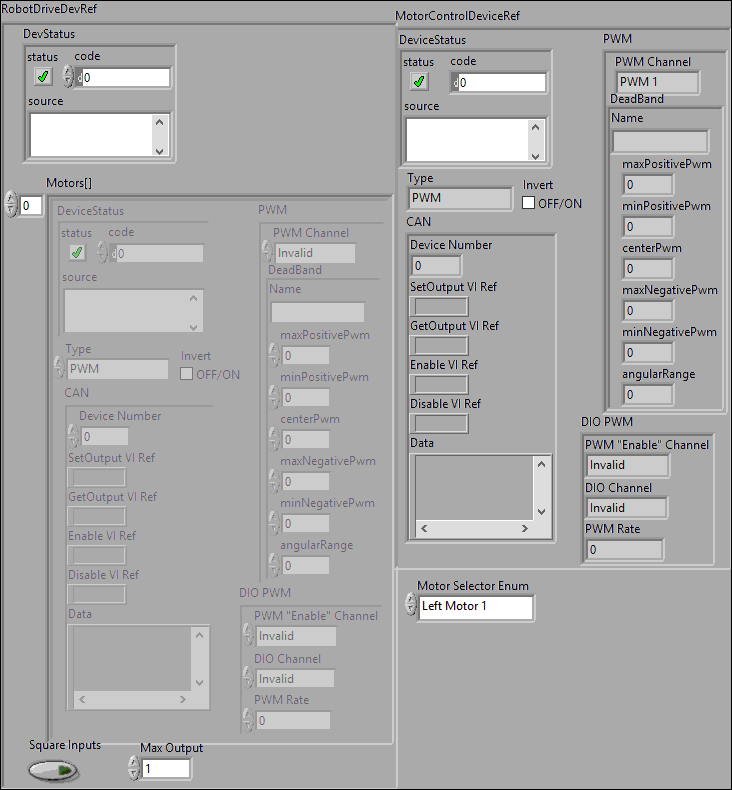 RobotDriveDevRef
DevStatus
status code
d0
source
Motors[]
0
DeviceStatus
status code
d0
source
Type
PWM
Invert
OFF/ON
CAN
Device Number
0
SetOutput VI Ref
GetOutput VI Ref
Enable VI Ref
Disable VI Ref
Data
PWM
PWM Channel
Invalid
DeadBand
Name
maxPositivePwm
0
minPositivePwm
0
centerPwm
0
maxNegativePwm
0
minNegativePwm
0
angularRange
0
DIO PWM
PWM "Enable" Channel
Invalid
DIO Channel
Invalid
PWM Rate
0
Square Inputs
Max Output
1
MotorControlDeviceRef
DeviceStatus
status code
d0
source
Type
PWM
Invert
OFF/ON
CAN
Device Number
0
SetOutput VI Ref
GetOutput VI Ref
Enable VI Ref
Disable VI Ref
Data
PWM
PWM Channel
PWM 1
DeadBand
Name
maxPositivePwm
0
minPositivePwm
0
centerPwm
0
maxNegativePwm
0
minNegativePwm
0
angularRange
0
DIO PWM
PWM "Enable" Channel
Invalid
DIO Channel
Invalid
PWM Rate
0
Motor Selector Enum
Left Motor 1